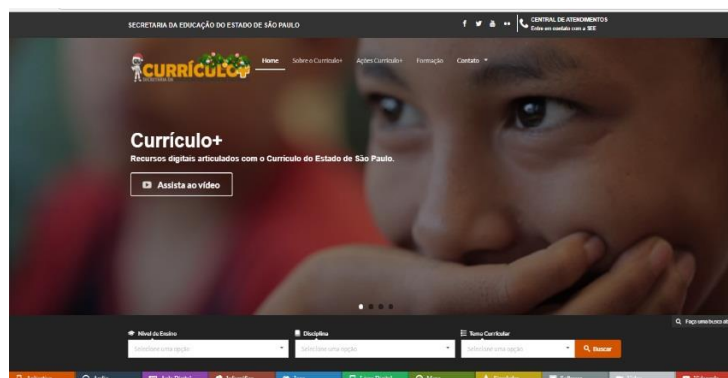 SECRETARIA DA EDUCAÇÃO DO ESTADO DE SÃO PAULO
CENTRAL DE ATENDIMENTOS
Entre em contato com a SEE
CURRÍCULO+
Home
Sobre o Currículo+
Ações Currículo+
Formação
Contato
Currículo+
Recursos digitais articulados com o Currículo do Estado de São Paulo.
Assista ao vídeo
Faça uma busca
Nível de Ensino
Disciplina
Tema Curricular
Selecione uma opção
Selecione uma opção
Selecione uma opção
Buscar